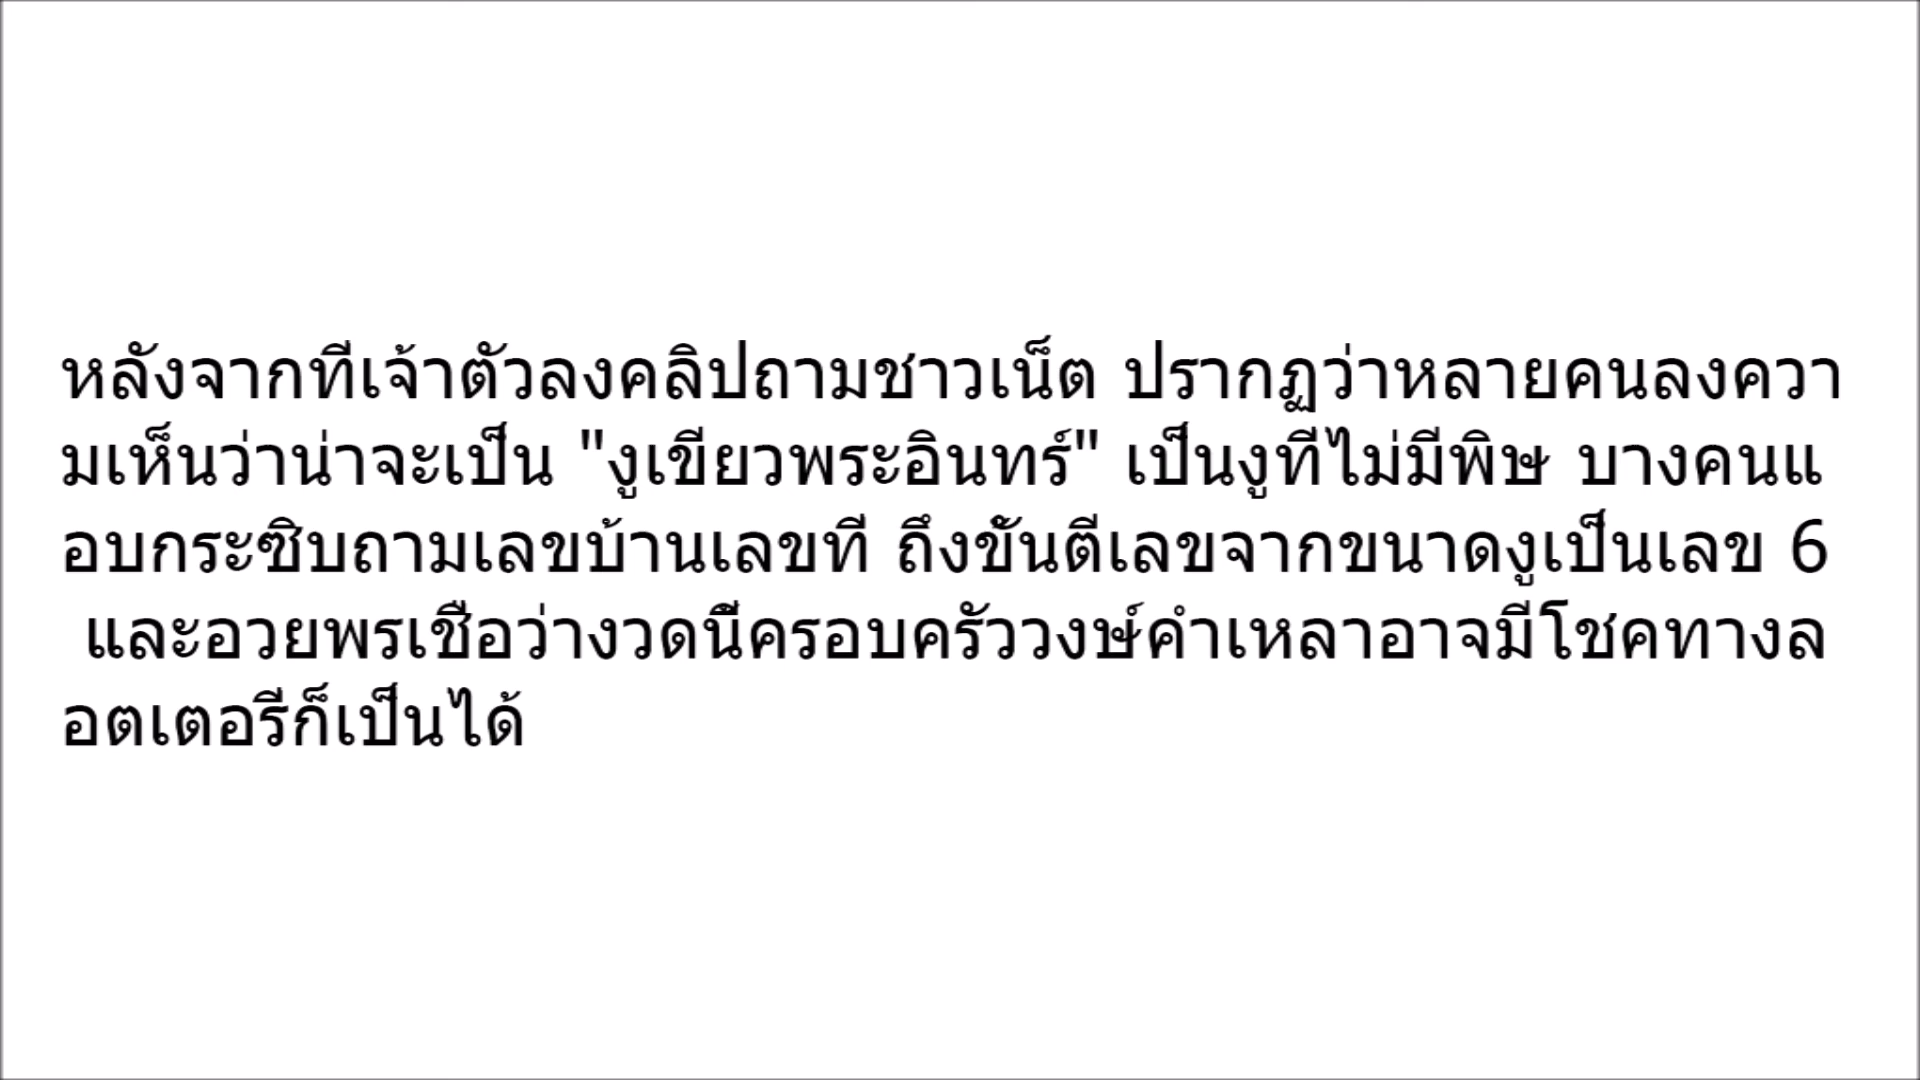 หลังจากที่เจ้าตัวลงคลิปถามชาวเน็ต ปรากฏว่าหลายคนลงควา
มเห็นว่าน่าจะเป็น "งูเขียวพระอินทร์" เป็นงูที่ไม่มีพิษ บางคนแ
อบกระซิบถามเลขบ้านเลขที่ ถึงขั้นตีเลขจากขนาดงูเป็นเลข 6
และอวยพรเชื่อว่างวดนี้ครอบครัววงษ์คำเหลาอาจมีโชคทางล
อตเตอรี่ก็เป็นได้